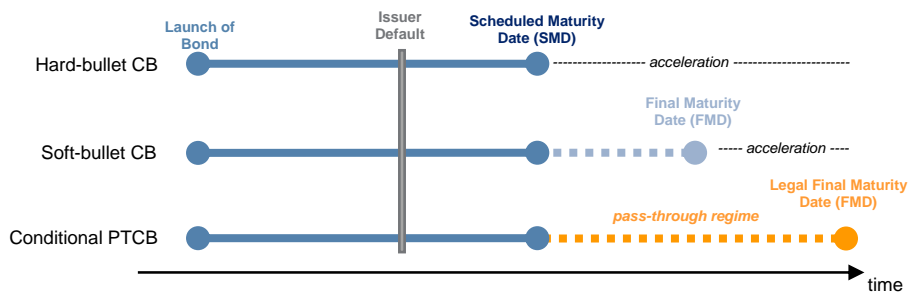 Launch of
Bond
Issuer
Default
Scheduled Maturity
Date (SMD)
Hard-bullet CB
acceleration
Final Maturity
Date (FMD)
Soft-bullet CB
acceleration
Legal Final Maturity
Date (FMD)
pass-through regime
Conditional PTCB
time